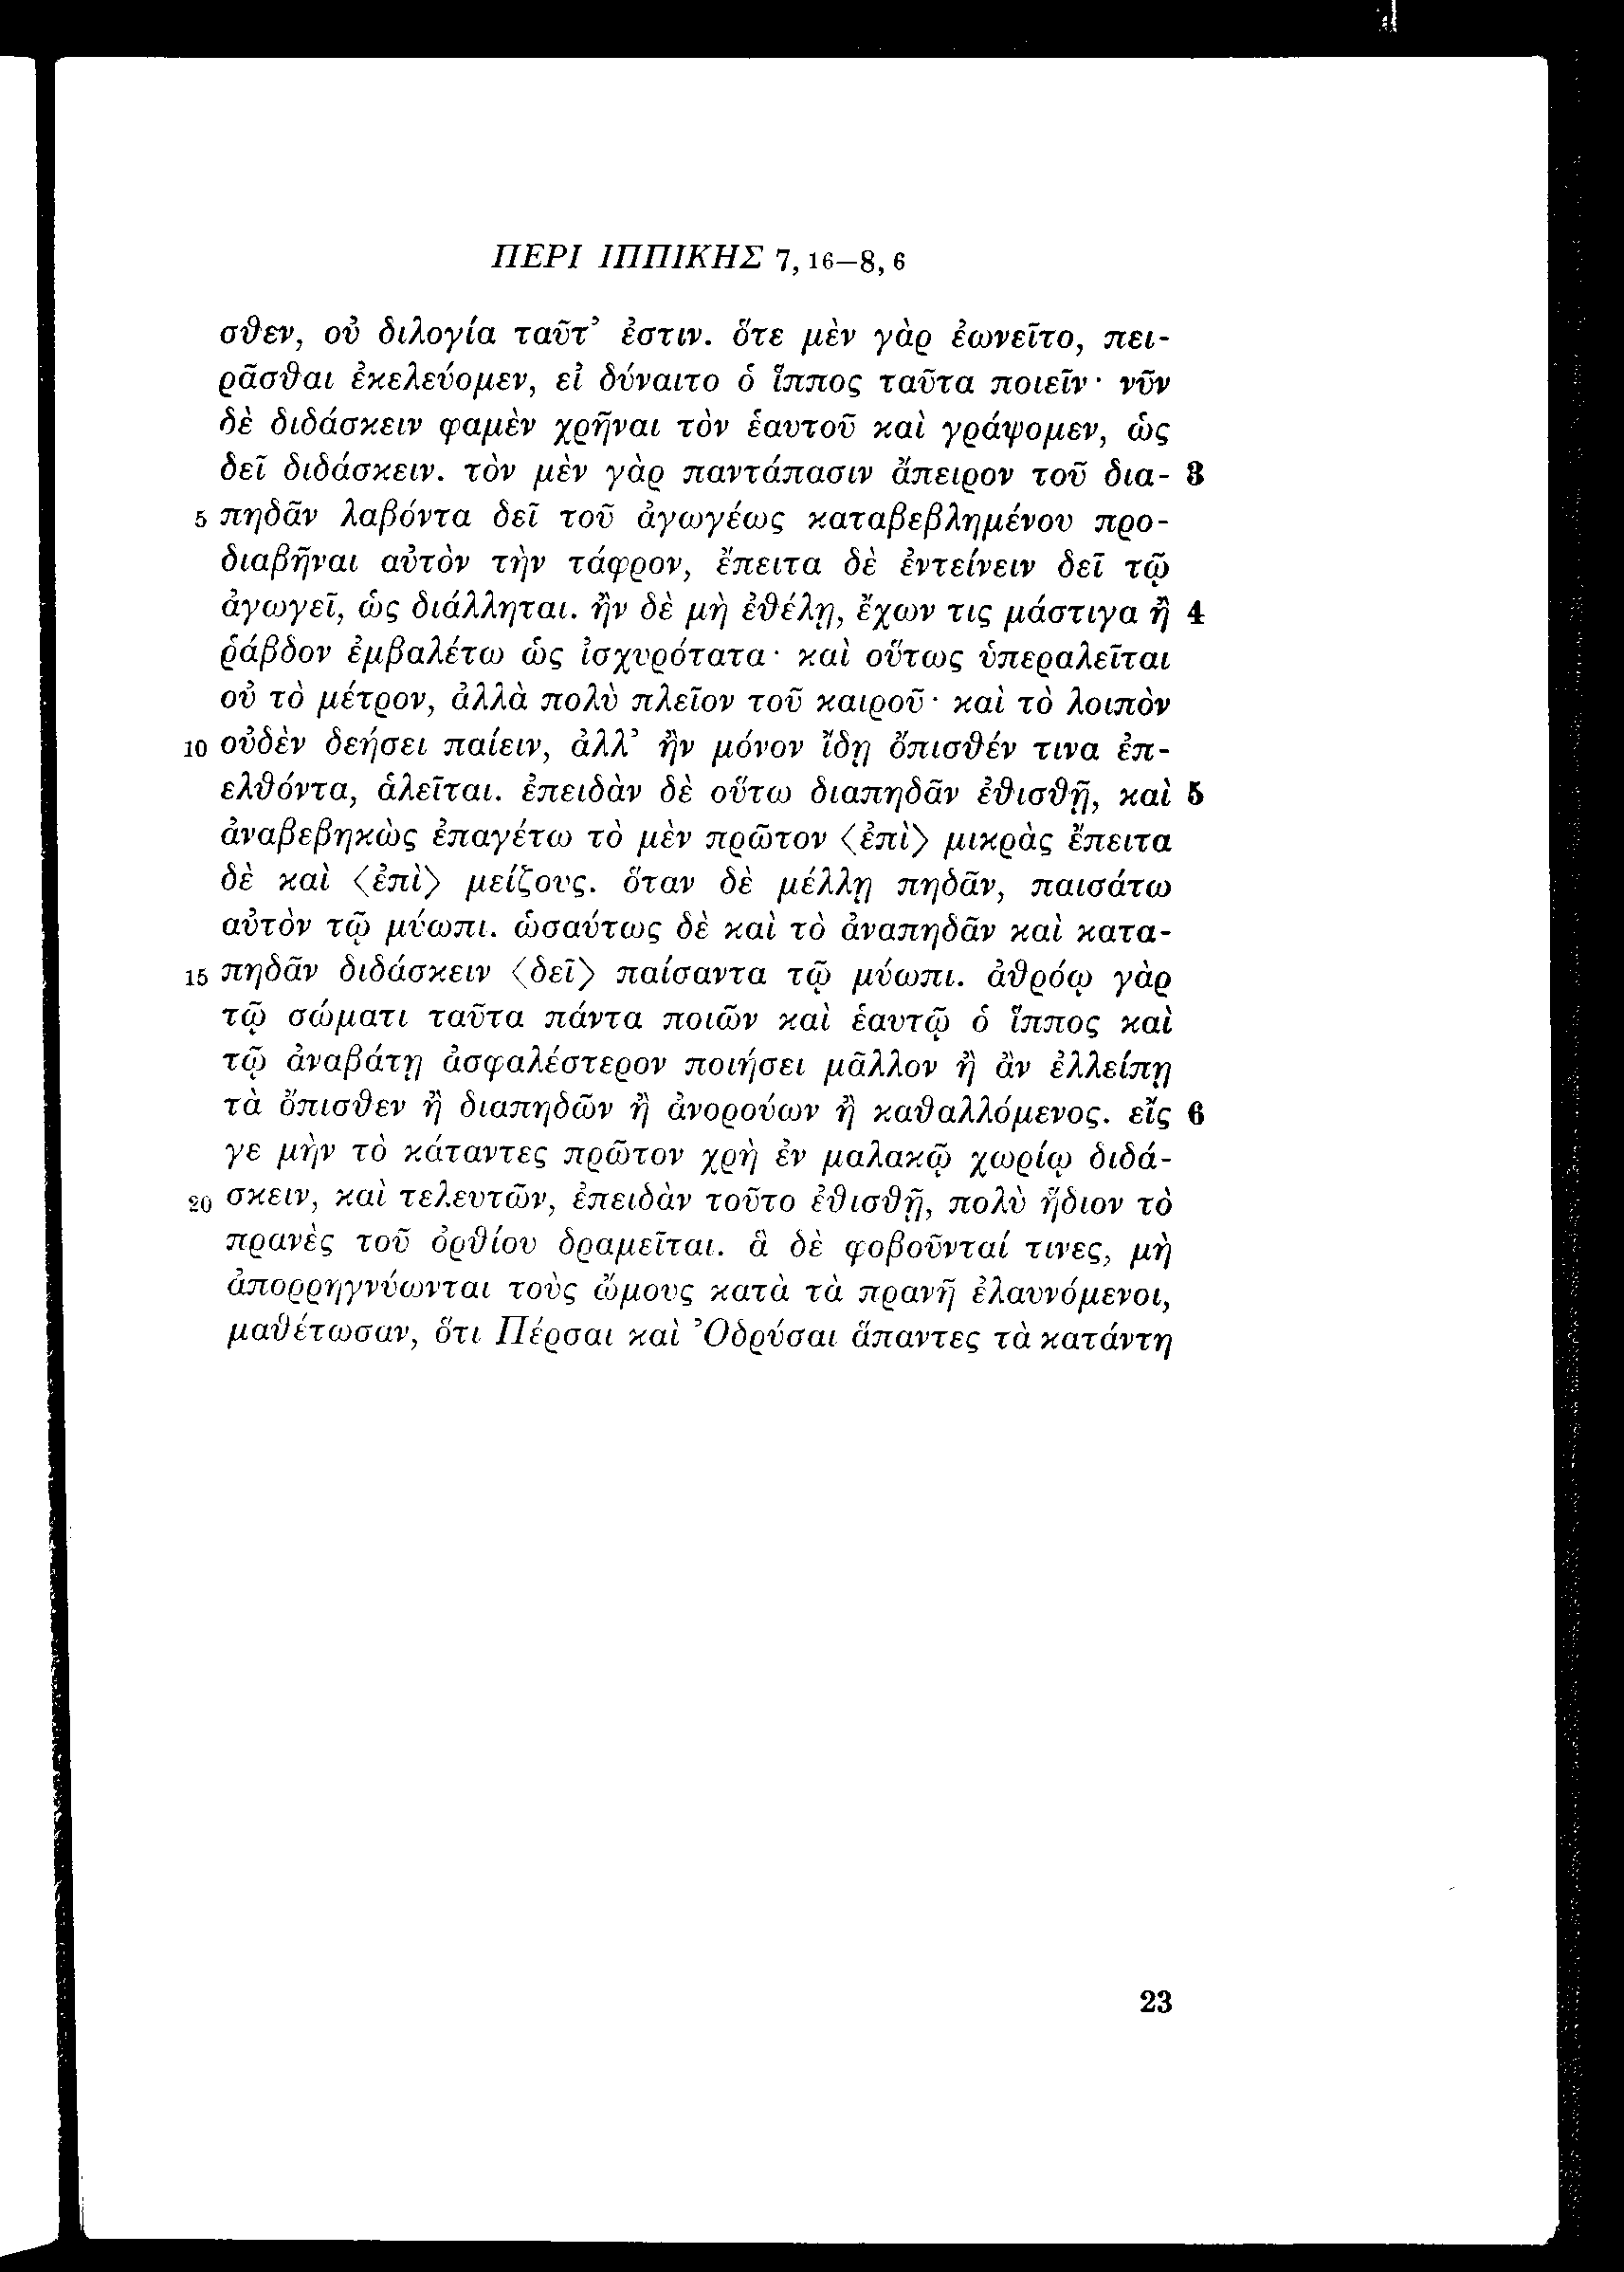 ΠΕΡΙ ΙΠΠΙΚΗΣ 7, 16–8, 6
σθεν, οὐ διλογία ταῦτ’ ἐστιν. ὅτε μὲν γὰρ ἐωνεῖτο, πει-
ρᾶσθαι ἐκελεύομεν, εἰ δύναιτο ὁ ἵππος ταῦτα ποιεῖν· νῦν
δὲ διδάσκειν φαμὲν χρῆναι τὸν ἑαυτοῦ καὶ γράψομεν, ὡς
δεῖ διδάσκειν. τὸν μὲν γὰρ παντάπασιν ἄπειρον τοῦ δια- 3
5 πηδᾶν λαβόντα δεῖ τοῦ ἀγωγέως καταβεβλημένου προ-
διαβῆναι αὐτὸν τὴν τάφρον, ἔπειτα δὲ ἐντείνειν δεῖ τῷ
ἀγωγεῖ, ὡς διάλληται. ἢν δὲ μὴ ἐθέλῃ, ἔχων τις μάστιγα ἢ 4
ῥάβδον ἐμβαλέτω ὡς ἰσχυρότατα· καὶ οὕτως ὑπεραλεῖται
οὐ τὸ μέτρον, ἀλλὰ πολὺ πλεῖον τοῦ καιροῦ· καὶ τὸ λοιπὸν
10 οὐδὲν δεήσει παίειν, ἀλλ’ ἢν μόνον ἴδῃ ὄπισθέν τινα ἐπ-
ελθόντα, ἁλεῖται. ἐπειδὰν δὲ οὕτω διαπηδᾶν ἐθισθῇ, καὶ 5
ἀναβεβηκὼς ἐπαγέτω τὸ μὲν πρῶτον ⟨ἐπὶ⟩ μικρὰς ἔπειτα
δὲ καὶ ⟨ἐπὶ⟩ μείζους. ὅταν δὲ μέλλῃ πηδᾶν, παισάτω
αὐτὸν τῷ μύωπι. ὡσαύτως δὲ καὶ τὸ ἀναπηδᾶν καὶ κατα-
15 πηδᾶν διδάσκειν ⟨δεῖ⟩ παίσαντα τῷ μύωπι. ἁθρόῳ γὰρ
τῷ σώματι ταῦτα πάντα ποιῶν καὶ ἑαυτῷ ὁ ἵππος καὶ
τῷ ἀναβάτῃ ἀσφαλέστερον ποιήσει μᾶλλον ἢ ἂν ἐλλείπῃ
τὰ ὄπισθεν ἢ διαπηδῶν ἢ ἀνορούων ἢ καθαλλόμενος. εἴς 6
γε μὴν τὸ κάταντες πρῶτον χρὴ ἐν μαλακῷ χωρίῳ διδά-
20 σκειν, καὶ τελευτῶν, ἐπειδὰν τοῦτο ἐθισθῇ, πολὺ ἥδιον τὸ
πρανὲς τοῦ ὀρθίου δραμεῖται. ἃ δὲ φοβοῦνταί τινες, μὴ
ἀπορρηγνύωνται τοὺς ὤμους κατὰ τὰ πρανῆ ἐλαυνόμενοι,
μαθέτωσαν, ὅτι Πέρσαι καὶ Ὀδρύσαι ἅπαντες τὰ κατάντη
23